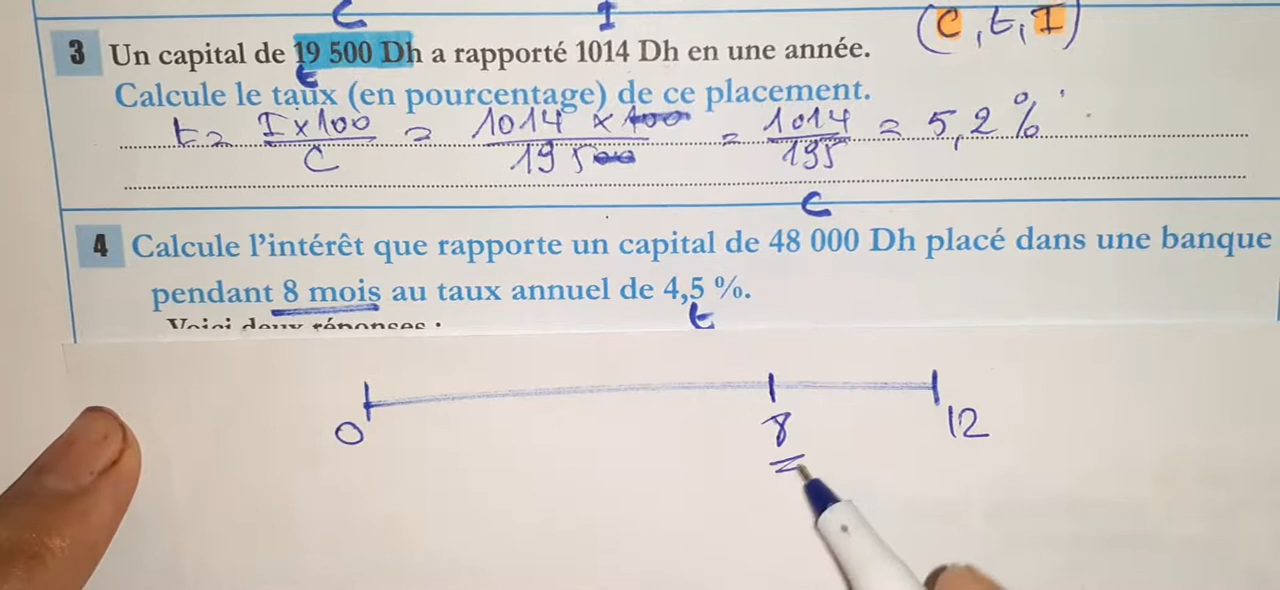 C I
(C, t, I)
3 Un capital de 19 500 Dh a rapporté 1014 Dh en une année.
t
Calcule le taux (en pourcentage) de ce placement.
t = I × 100 / C = 1014 × 100 / 19 500 = 1014 / 195 = 5,2 %
C
4 Calcule l'intérêt que rapporte un capital de 48 000 Dh placé dans une banque
pendant 8 mois au taux annuel de 4,5 %.
t
Voici deux réponses :
0 8 12